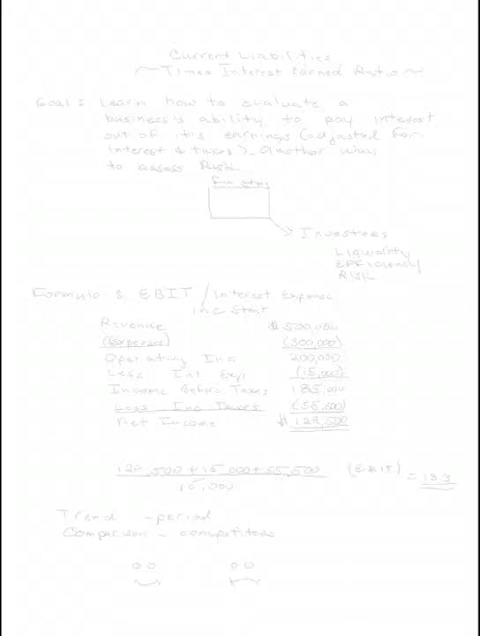 Current Liabilities
~ Times Interest Earned Ratio ~
Goal: Learn how to evaluate a
business's ability to pay interest
out of its earnings (adjusted for
interest & taxes). Another way
to assess Risk.
Fin Stmts
Investors
Liquidity
Efficiency
Risk
Formula: EBIT / Interest Expense
Inc Stmt
Revenue $ 500,000
(Expenses) (300,000)
Operating Inc 200,000
Less Int Exp (15,000)
Income Before Taxes 185,000
Less Inc Taxes (55,500)
Net Income $ 129,500
129,500 + 15,000 + 55,500 (EBIT) = 13.3
15,000
Trend - period
Comparison - competitors